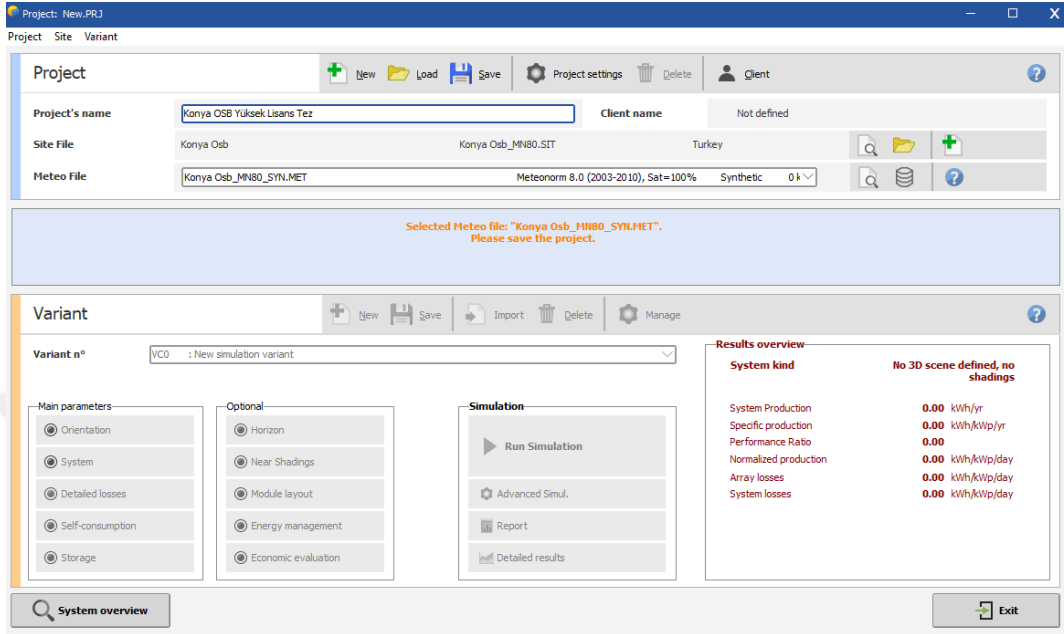 Project: New.PRJ
Project Site Variant
Project New Load Save Project settings Delete Client
Project's name Konya OSB Yüksek Lisans Tez Client name Not defined
Site File Konya Osb Konya Osb_MN80.SIT Turkey
Meteo File Konya Osb_MN80_SYN.MET Meteonorm 8.0 (2003-2010), Sat=100% Synthetic 0 k
Selected Meteo file: "Konya Osb_MN80_SYN.MET".
Please save the project.
Variant New Save Import Delete Manage
Variant n° VC0 : New simulation variant
Results overview
System kind No 3D scene defined, no
shadings
Main parameters
Orientation
System
Detailed losses
Self-consumption
Storage
Optional
Horizon
Near Shadings
Module layout
Energy management
Economic evaluation
Simulation
Run Simulation
Advanced Simul.
Report
Detailed results
System Production 0.00 kWh/yr
Specific production 0.00 kWh/kWp/yr
Performance Ratio 0.00
Normalized production 0.00 kWh/kWp/day
Array losses 0.00 kWh/kWp/day
System losses 0.00 kWh/kWp/day
System overview
Exit